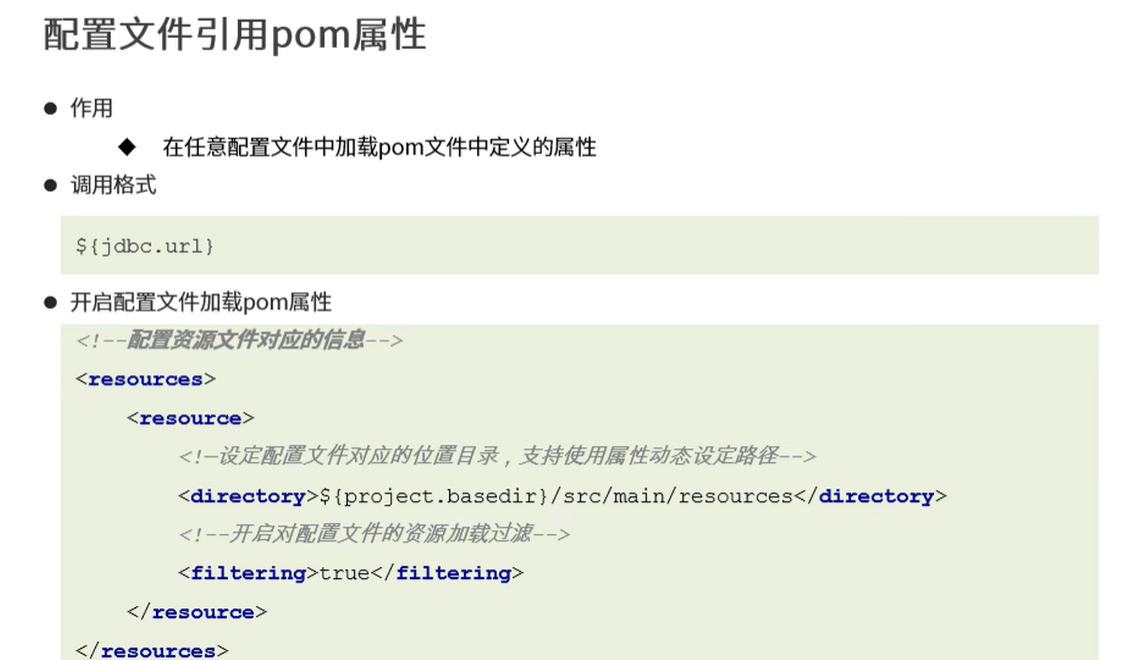 配置文件引用pom属性
● 作用
◆ 在任意配置文件中加载pom文件中定义的属性
● 调用格式
${jdbc.url}
● 开启配置文件加载pom属性
<!--配置资源文件对应的信息-->
<resources>
<resource>
<!—设定配置文件对应的位置目录，支持使用属性动态设定路径-->
<directory>${project.basedir}/src/main/resources</directory>
<!--开启对配置文件的资源加载过滤-->
<filtering>true</filtering>
</resource>
</resources>